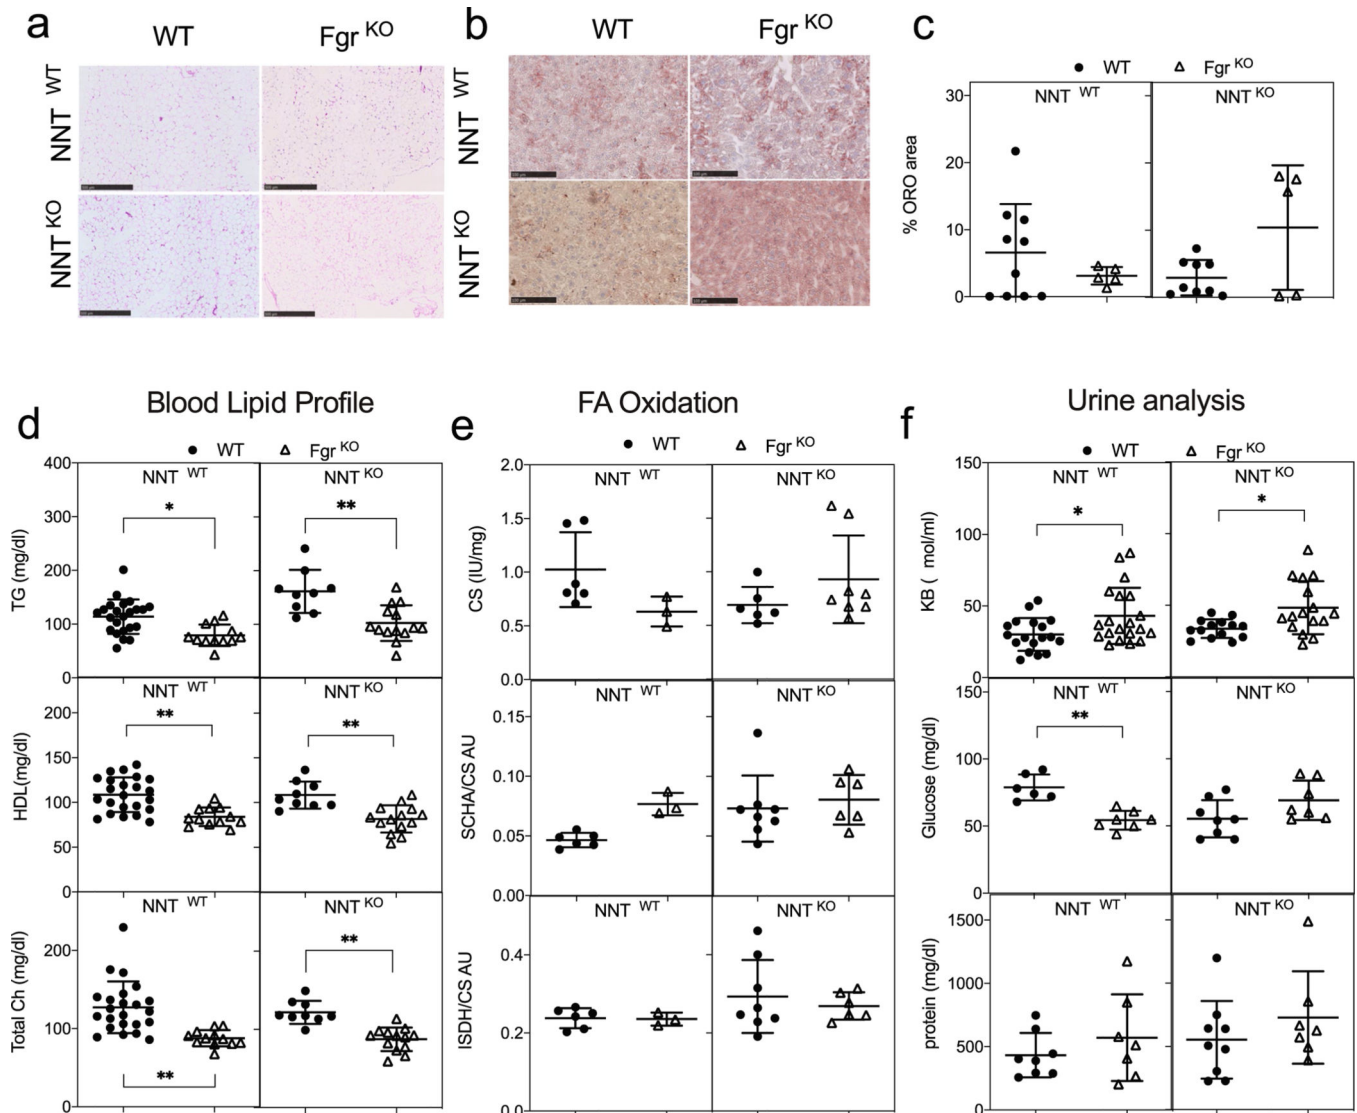 a
WT
Fgr KO
NNT WT
NNT KO
b
WT
Fgr KO
NNT WT
NNT KO
c
WT
Fgr KO
NNT WT
NNT KO
% ORO area
30
20
10
0
Blood Lipid Profile
d
WT
Fgr KO
NNT WT
NNT KO
TG (mg/dl)
400
300
200
100
0
*
**
NNT WT
NNT KO
HDL(mg/dl)
200
150
100
50
0
**
**
NNT WT
NNT KO
Total Ch (mg/dl)
200
100
0
**
**
FA Oxidation
e
WT
Fgr KO
NNT WT
NNT KO
CS (IU/mg)
2.0
1.5
1.0
0.5
0.0
NNT WT
NNT KO
SCHA/CS AU
0.15
0.10
0.05
0.00
NNT WT
NNT KO
ISDH/CS AU
0.4
0.2
0.0
Urine analysis
f
WT
Fgr KO
NNT WT
NNT KO
KB ( mol/ml)
150
100
50
0
*
*
NNT WT
NNT KO
Glucose (mg/dl)
150
100
50
0
**
NNT WT
NNT KO
protein (mg/dl)
1500
1000
500
0